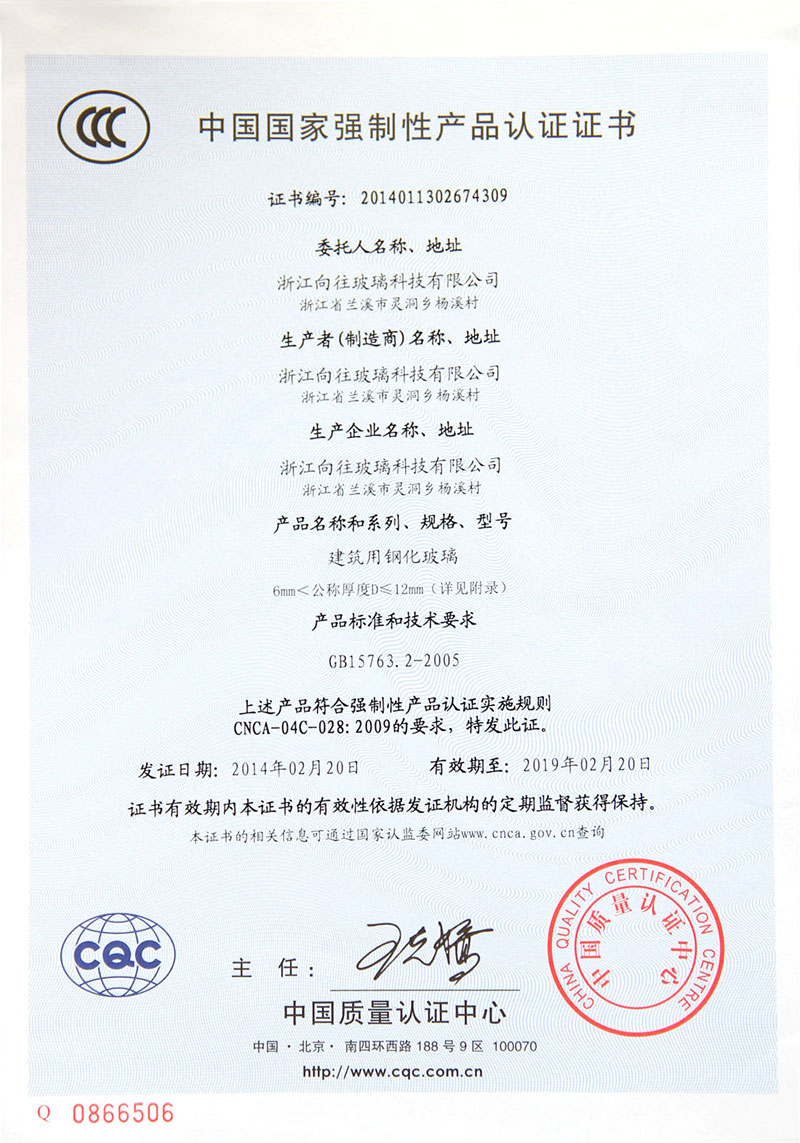 中国国家强制性产品认证证书
证书编号：2014011302674309
委托人名称、地址
浙江向往玻璃科技有限公司
浙江省兰溪市灵洞乡杨溪村
生产者(制造商)名称、地址
浙江向往玻璃科技有限公司
浙江省兰溪市灵洞乡杨溪村
生产企业名称、地址
浙江向往玻璃科技有限公司
浙江省兰溪市灵洞乡杨溪村
产品名称和系列、规格、型号
建筑用钢化玻璃
6mm＜公称厚度D≤12mm（详见附录）
产品标准和技术要求
GB15763.2-2005
上述产品符合强制性产品认证实施规则
CNCA-04C-028:2009的要求，特发此证。
发证日期：2014年02月20日 有效期至：2019年02月20日
证书有效期内本证书的有效性依据发证机构的定期监督获得保持。
本证书的相关信息可通过国家认监委网站www.cnca.gov.cn查询
CHINA QUALITY CERTIFICATION CENTRE
中国质量认证中心
CQC
主 任：
中国质量认证中心
中国·北京·南四环西路 188 号 9 区 100070
http://www.cqc.com.cn
Q 0866506